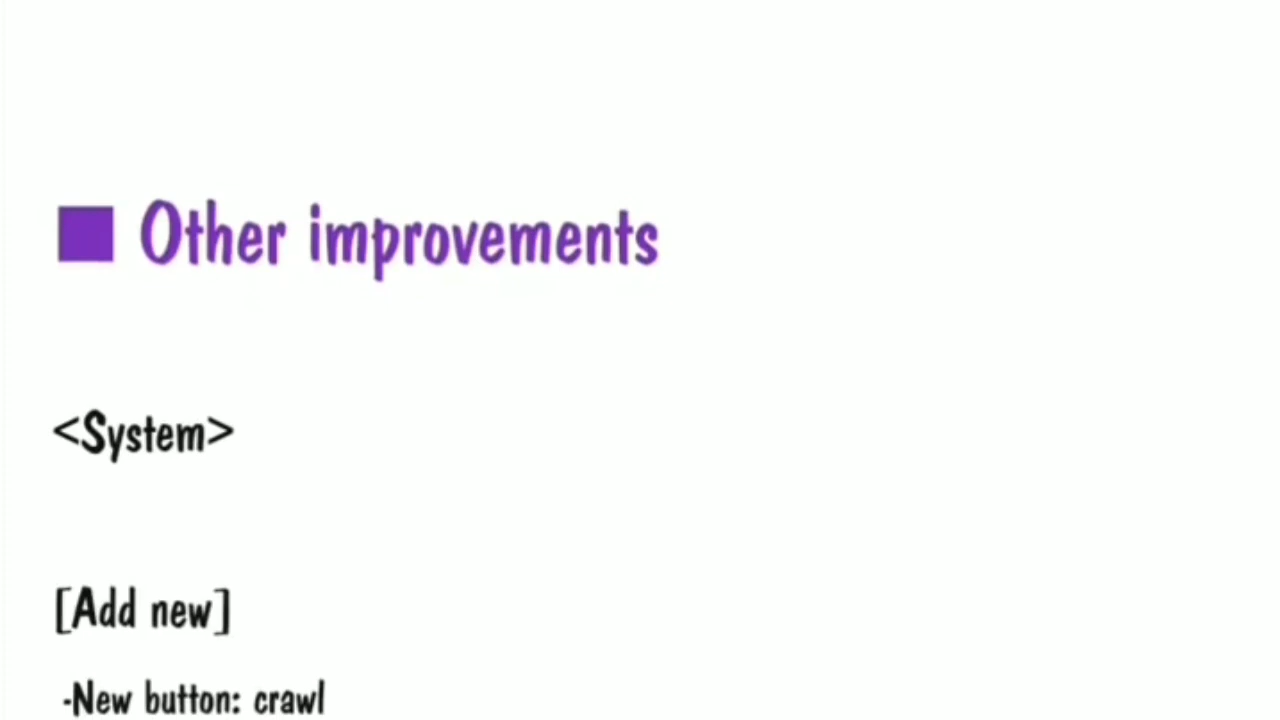 ■ Other improvements
<System>
[Add new]
-New button: crawl